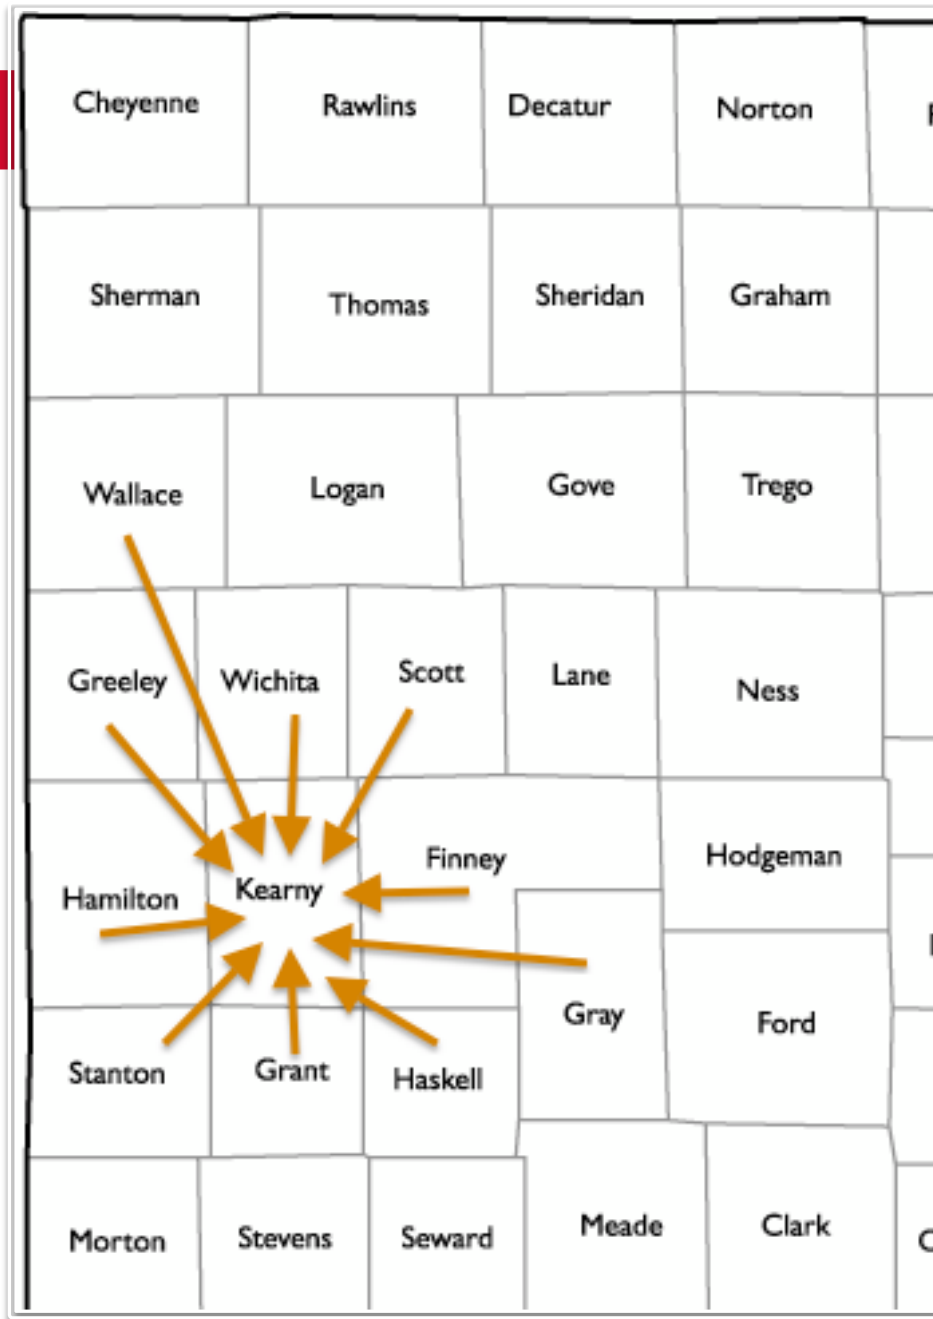 Cheyenne
Rawlins
Decatur
Norton
Sherman
Thomas
Sheridan
Graham
Wallace
Logan
Gove
Trego
Greeley
Wichita
Scott
Lane
Ness
Hamilton
Kearny
Finney
Hodgeman
Gray
Ford
Stanton
Grant
Haskell
Morton
Stevens
Seward
Meade
Clark